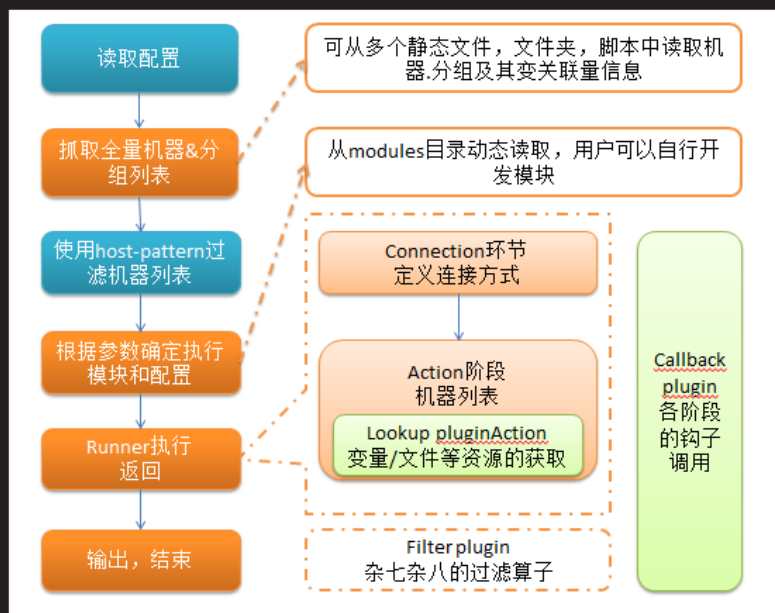 读取配置
抓取全量机器&分
组列表
使用host-pattern过
滤机器列表
根据参数确定执行
模块和配置
Runner执行
返回
输出，结束
可从多个静态文件，文件夹，脚本中读取机
器.分组及其变关联量信息
从modules目录动态读取，用户可以自行开
发模块
Connection环节
定义连接方式
Action阶段
机器列表
Lookup pluginAction
变量/文件等资源的获取
Filter plugin
杂七杂八的过滤算子
Callback
plugin
各阶段
的钩子
调用